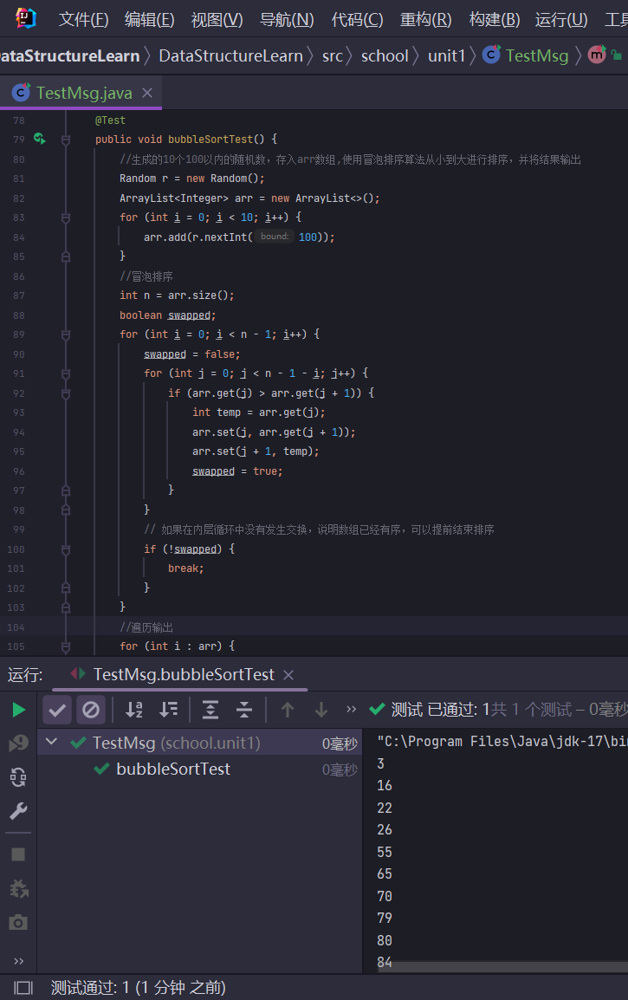 文件(F) 编辑(E) 视图(V) 导航(N) 代码(C) 重构(R) 构建(B) 运行(U) 工具
DataStructureLearn 〉 DataStructureLearn 〉 src 〉 school 〉 unit1 〉 TestMsg 〉
TestMsg.java
78 @Test
79 public void bubbleSortTest() {
80 //生成的10个100以内的随机数，存入arr数组,使用冒泡排序算法从小到大进行排序，并将结果输出
81 Random r = new Random();
82 ArrayList<Integer> arr = new ArrayList<>();
83 for (int i = 0; i < 10; i++) {
84 arr.add(r.nextInt( bound: 100));
85 }
86 //冒泡排序
87 int n = arr.size();
88 boolean swapped;
89 for (int i = 0; i < n - 1; i++) {
90 swapped = false;
91 for (int j = 0; j < n - 1 - i; j++) {
92 if (arr.get(j) > arr.get(j + 1)) {
93 int temp = arr.get(j);
94 arr.set(j, arr.get(j + 1));
95 arr.set(j + 1, temp);
96 swapped = true;
97 }
98 }
99 // 如果在内层循环中没有发生交换，说明数组已经有序，可以提前结束排序
100 if (!swapped) {
101 break;
102 }
103 }
104 //遍历输出
105 for (int i : arr) {
运行: TestMsg.bubbleSortTest
测试 已通过: 1共 1 个测试 – 0毫秒
TestMsg (school.unit1) 0毫秒
bubbleSortTest 0毫秒
"C:\Program Files\Java\jdk-17\bin
3
16
22
26
55
65
70
79
80
84
测试通过: 1 (1 分钟 之前)